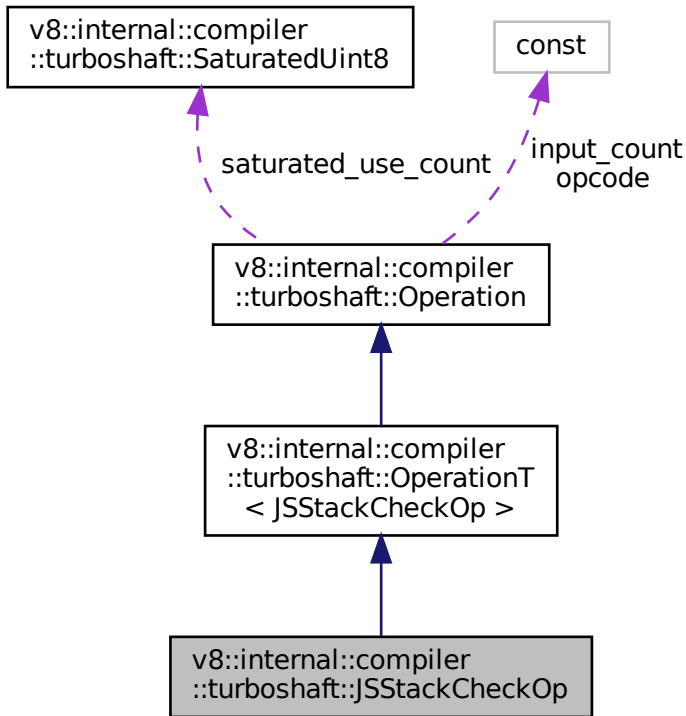 v8::internal::compiler
::turboshaft::SaturatedUint8
const
saturated_use_count
input_count
opcode
v8::internal::compiler
::turboshaft::Operation
v8::internal::compiler
::turboshaft::OperationT
< JSStackCheckOp >
v8::internal::compiler
::turboshaft::JSStackCheckOp